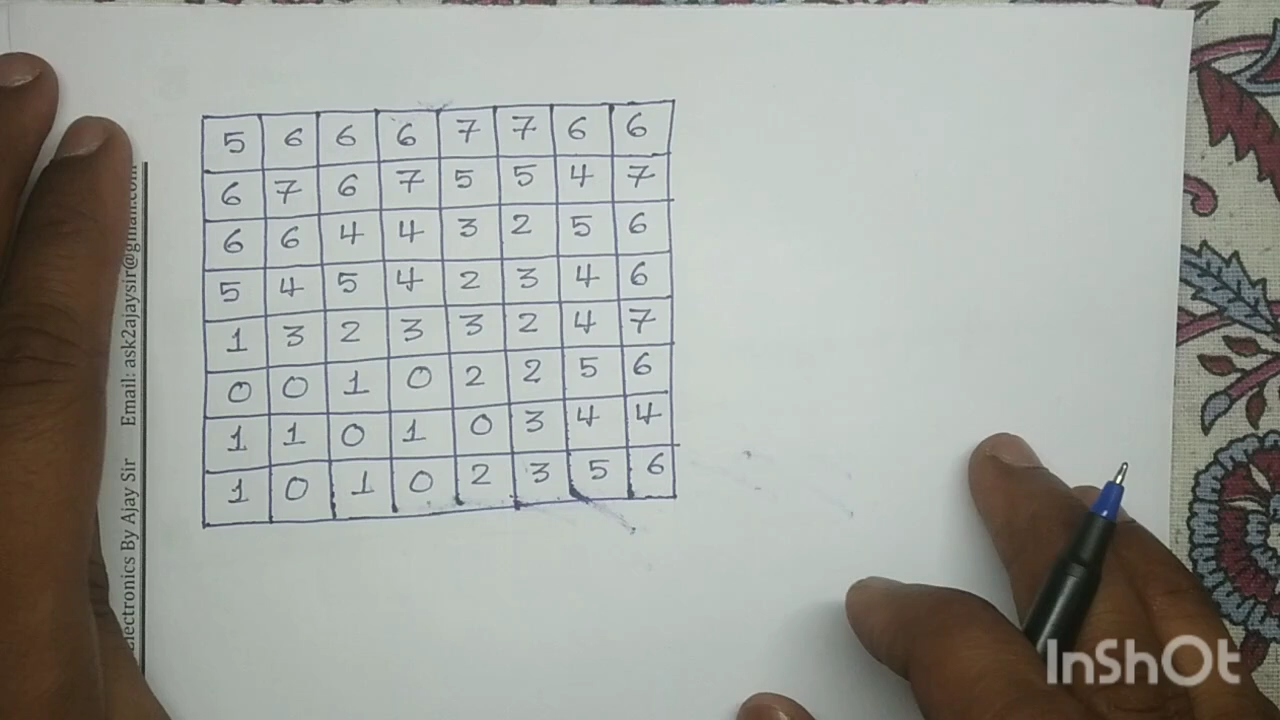 5 6 6 6 7 7 6 6
6 7 6 7 5 5 4 7
6 6 4 4 3 2 5 6
5 4 5 4 2 3 4 6
1 3 2 3 3 2 4 7
0 0 1 0 2 2 5 6
1 1 0 1 0 3 4 4
1 0 1 0 2 3 5 6
Electronics By Ajay Sir Email: ask2ajaysir@gmail.com
InShOt